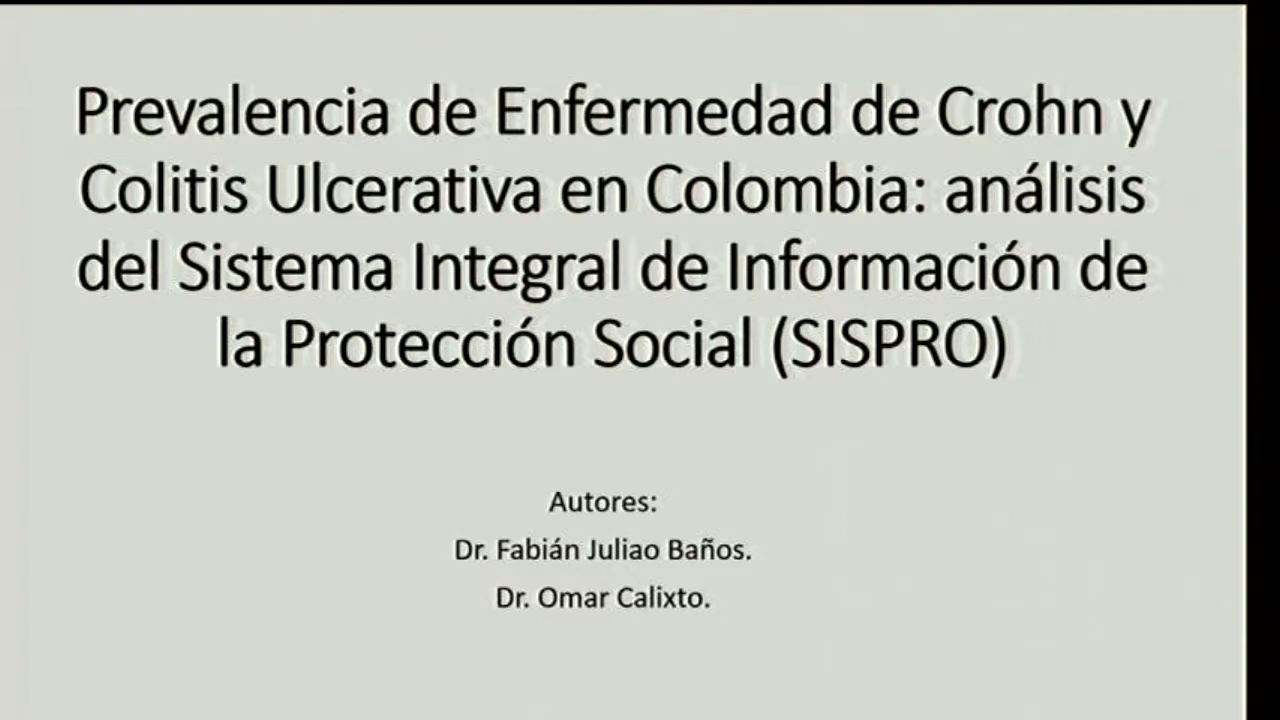 Prevalencia de Enfermedad de Crohn y
Colitis Ulcerativa en Colombia: análisis
del Sistema Integral de Información de
la Protección Social (SISPRO)
Autores:
Dr. Fabián Juliao Baños.
Dr. Omar Calixto.